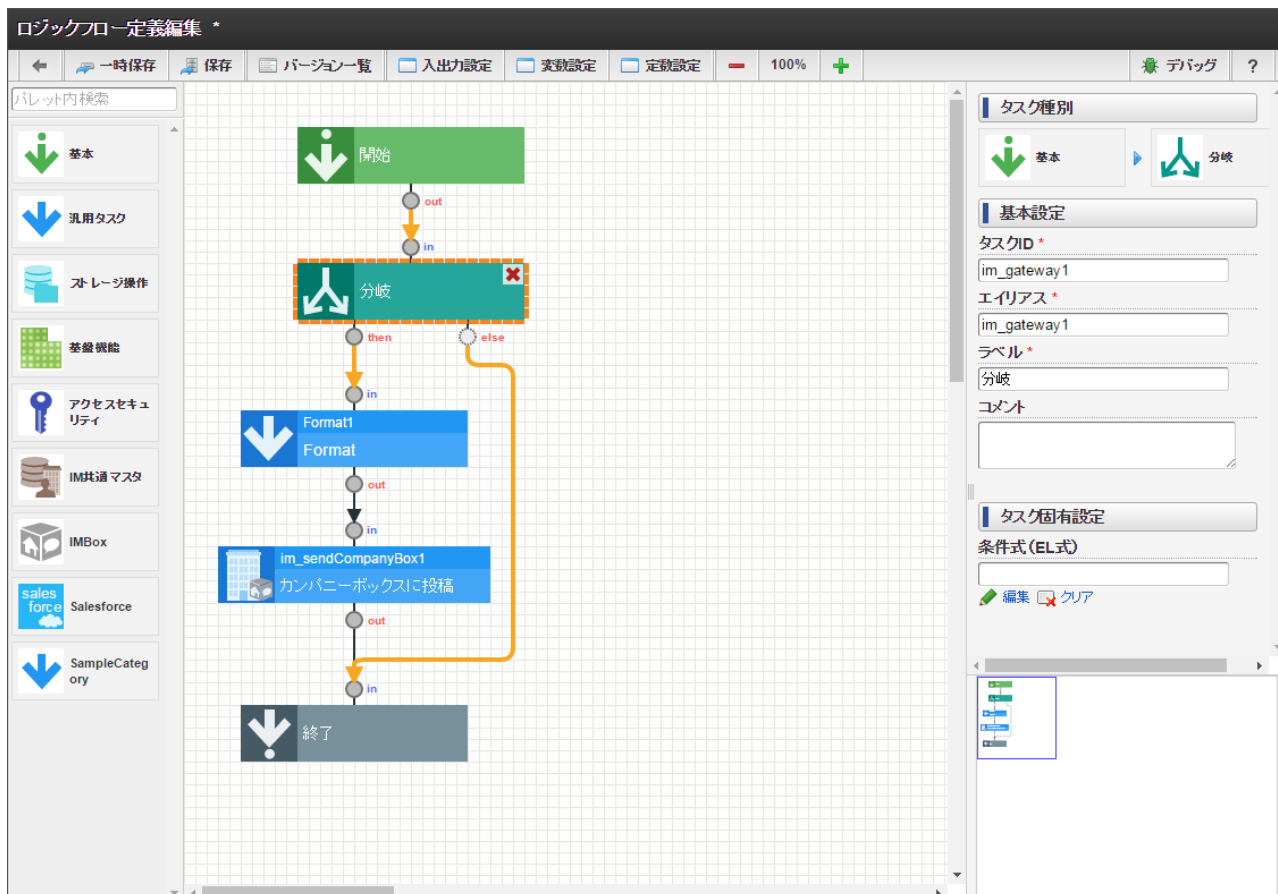 ロジックフロー定義編集 *
一時保存 保存 バージョン一覧 入出力設定 変数設定 定数設定 100% デバッグ ?
パレット内検索
基本
汎用タスク
ストレージ操作
基盤機能
アクセスセキュ
リティ
IM共通マスタ
IMBox
sales
force
Salesforce
SampleCateg
ory
開始
out
in
分岐
then
else
in
Format1
Format
out
in
im_sendCompanyBox1
カンパニーボックスに投稿
out
in
終了
タスク種別
基本 分岐
基本設定
タスクID *
im_gateway1
エイリアス *
im_gateway1
ラベル *
分岐
コメント
タスク固有設定
条件式(EL式)
編集 クリア